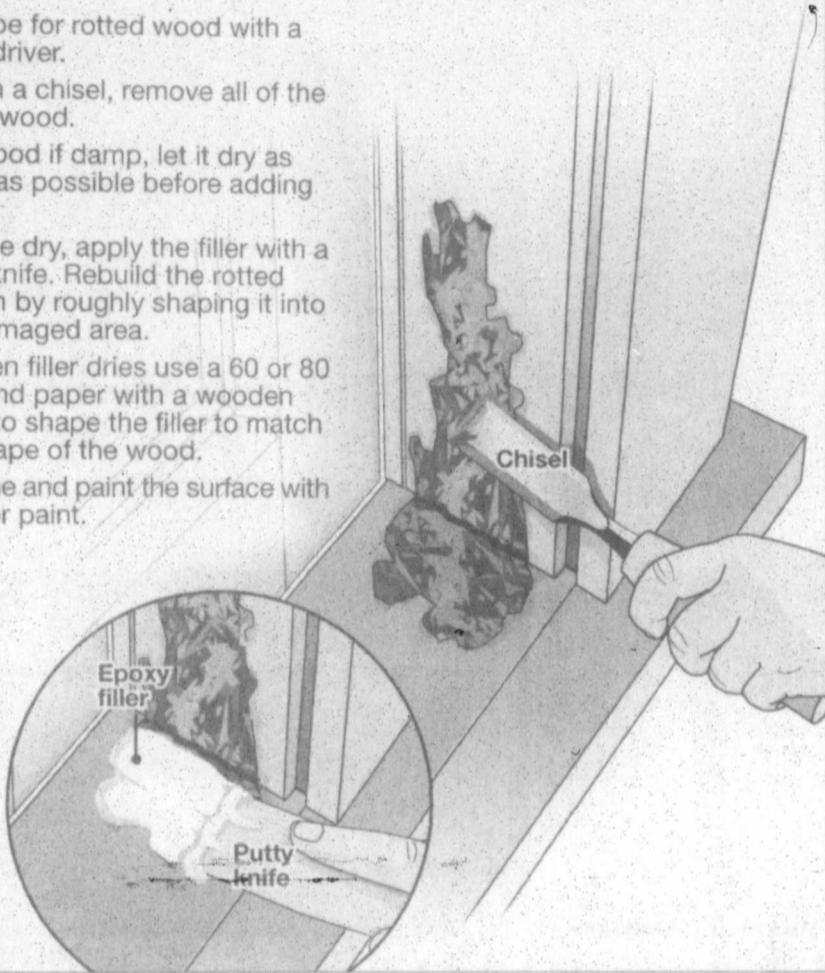 be for rotted wood with a
driver.
a chisel, remove all of the
wood.
ood if damp, let it dry as
as possible before adding
e dry, apply the filler with a
knife. Rebuild the rotted
n by roughly shaping it into
maged area.
en filler dries use a 60 or 80
nd paper with a wooden
to shape the filler to match
ape of the wood.
e and paint the surface with
r paint.
Chisel
Epoxy
filler
Putty
knife